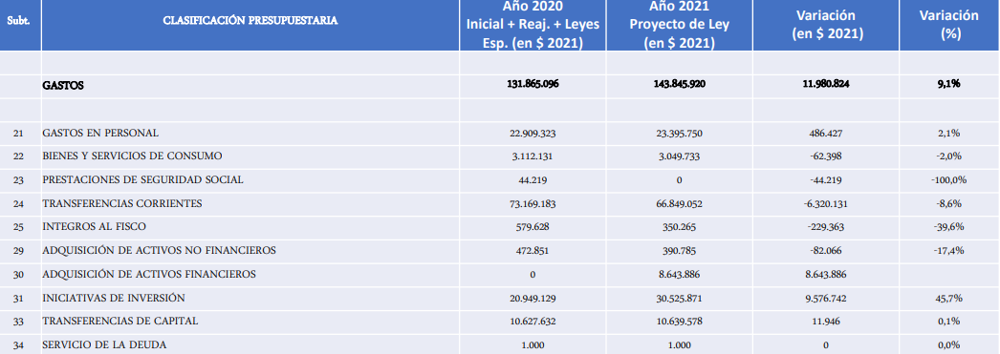 Subt. CLASIFICACIÓN PRESUPUESTARIA Año 2020 Inicial + Reaj. + Leyes Esp. (en $ 2021) Año 2021 Proyecto de Ley (en $ 2021) Variación (en $ 2021) Variación (%)
GASTOS 131.865.096 143.845.920 11.980.824 9,1%
21 GASTOS EN PERSONAL 22.909.323 23.395.750 486.427 2,1%
22 BIENES Y SERVICIOS DE CONSUMO 3.112.131 3.049.733 -62.398 -2,0%
23 PRESTACIONES DE SEGURIDAD SOCIAL 44.219 0 -44.219 -100,0%
24 TRANSFERENCIAS CORRIENTES 73.169.183 66.849.052 -6.320.131 -8,6%
25 INTEGROS AL FISCO 579.628 350.265 -229.363 -39,6%
29 ADQUISICIÓN DE ACTIVOS NO FINANCIEROS 472.851 390.785 -82.066 -17,4%
30 ADQUISICIÓN DE ACTIVOS FINANCIEROS 0 8.643.886 8.643.886
31 INICIATIVAS DE INVERSIÓN 20.949.129 30.525.871 9.576.742 45,7%
33 TRANSFERENCIAS DE CAPITAL 10.627.632 10.639.578 11.946 0,1%
34 SERVICIO DE LA DEUDA 1.000 1.000 0 0,0%